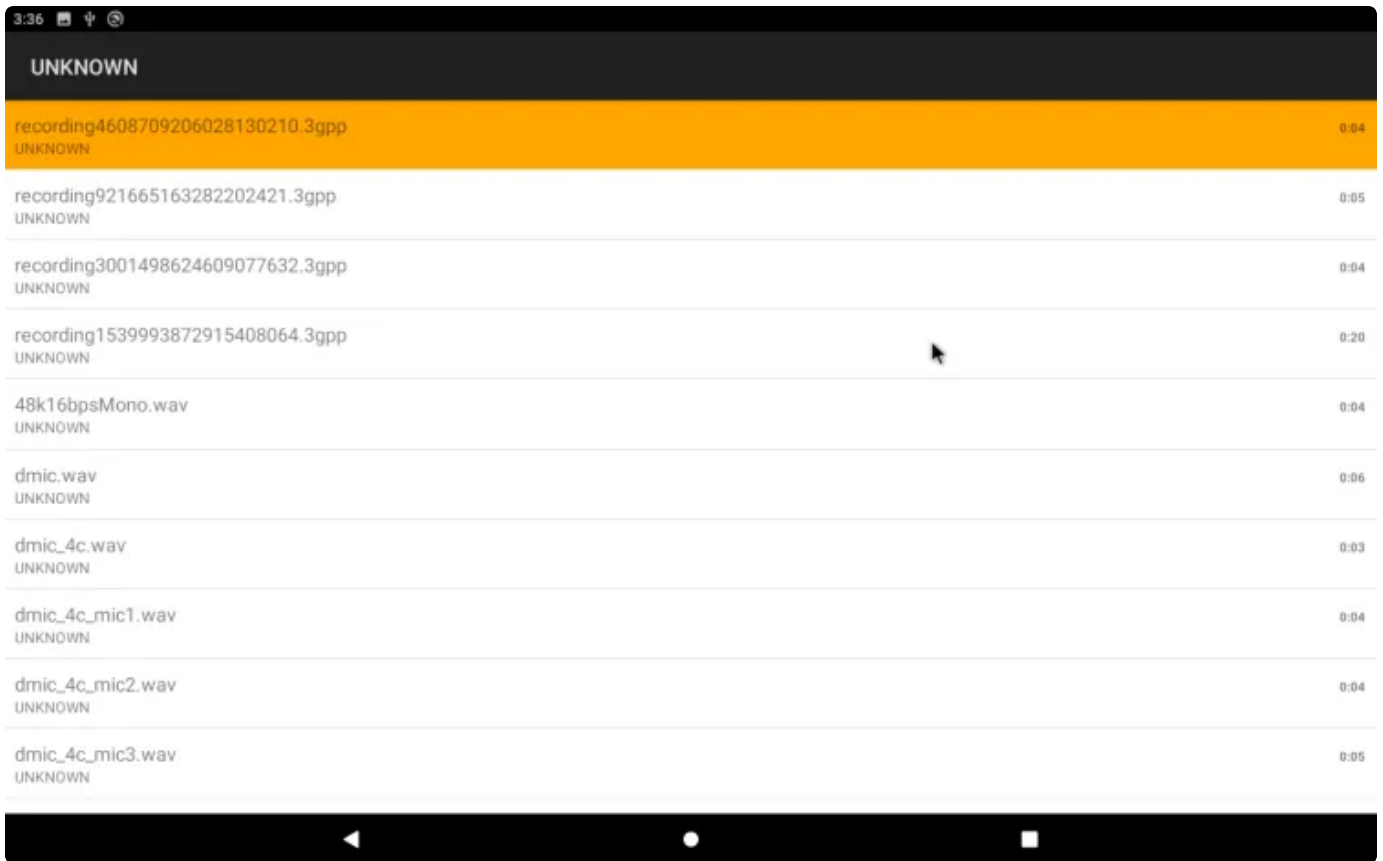 3:36
UNKNOWN
recording4608709206028130210.3gpp
0:04
UNKNOWN
recording921665163282202421.3gpp
0:05
UNKNOWN
recording3001498624609077632.3gpp
0:04
UNKNOWN
recording1539993872915408064.3gpp
0:20
UNKNOWN
48k16bpsMono.wav
0:04
UNKNOWN
dmic.wav
0:06
UNKNOWN
dmic_4c.wav
0:03
UNKNOWN
dmic_4c_mic1.wav
0:04
UNKNOWN
dmic_4c_mic2.wav
0:04
UNKNOWN
dmic_4c_mic3.wav
0:05
UNKNOWN